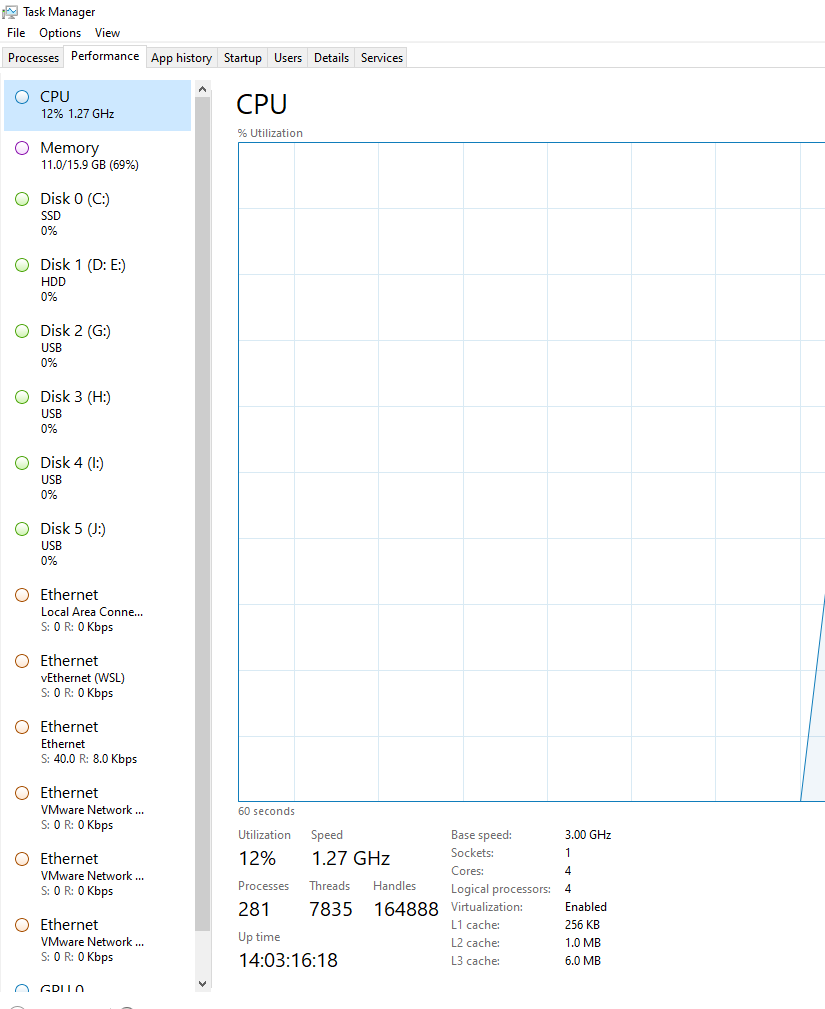 Task Manager
File Options View
Processes Performance App history Startup Users Details Services
CPU
12% 1.27 GHz
Memory
11.0/15.9 GB (69%)
Disk 0 (C:)
SSD
0%
Disk 1 (D: E:)
HDD
0%
Disk 2 (G:)
USB
0%
Disk 3 (H:)
USB
0%
Disk 4 (I:)
USB
0%
Disk 5 (J:)
USB
0%
Ethernet
Local Area Conne...
S: 0 R: 0 Kbps
Ethernet
vEthernet (WSL)
S: 0 R: 0 Kbps
Ethernet
Ethernet
S: 40.0 R: 8.0 Kbps
Ethernet
VMware Network ...
S: 0 R: 0 Kbps
Ethernet
VMware Network ...
S: 0 R: 0 Kbps
Ethernet
VMware Network ...
S: 0 R: 0 Kbps
GPU 0
CPU
% Utilization
60 seconds
Utilization Speed
12% 1.27 GHz
Processes Threads Handles
281 7835 164888
Up time
14:03:16:18
Base speed: 3.00 GHz
Sockets: 1
Cores: 4
Logical processors: 4
Virtualization: Enabled
L1 cache: 256 KB
L2 cache: 1.0 MB
L3 cache: 6.0 MB